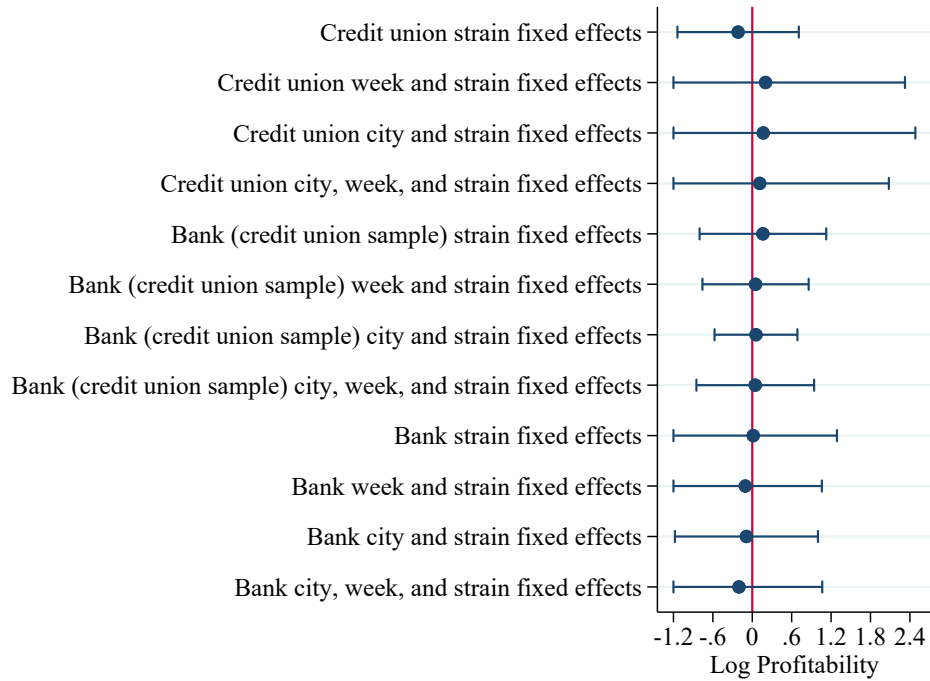 Credit union strain fixed effects
Credit union week and strain fixed effects
Credit union city and strain fixed effects
Credit union city, week, and strain fixed effects
Bank (credit union sample) strain fixed effects
Bank (credit union sample) week and strain fixed effects
Bank (credit union sample) city and strain fixed effects
Bank (credit union sample) city, week, and strain fixed effects
Bank strain fixed effects
Bank week and strain fixed effects
Bank city and strain fixed effects
Bank city, week, and strain fixed effects
-1.2 -.6 0 .6 1.2 1.8 2.4
Log Profitability